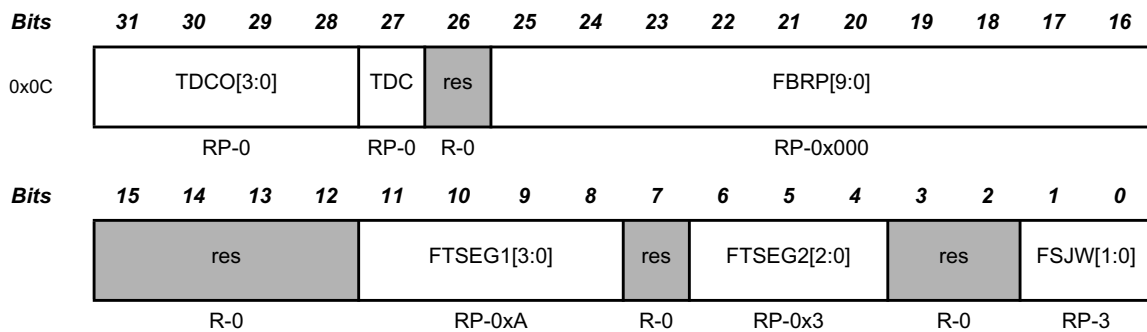 Bits 31 30 29 28 27 26 25 24 23 22 21 20 19 18 17 16
0x0C TDCO[3:0] TDC res FBRP[9:0]
RP-0 RP-0 R-0 RP-0x000
Bits 15 14 13 12 11 10 9 8 7 6 5 4 3 2 1 0
res FTSEG1[3:0] res FTSEG2[2:0] res FSJW[1:0]
R-0 RP-0xA R-0 RP-0x3 R-0 RP-3